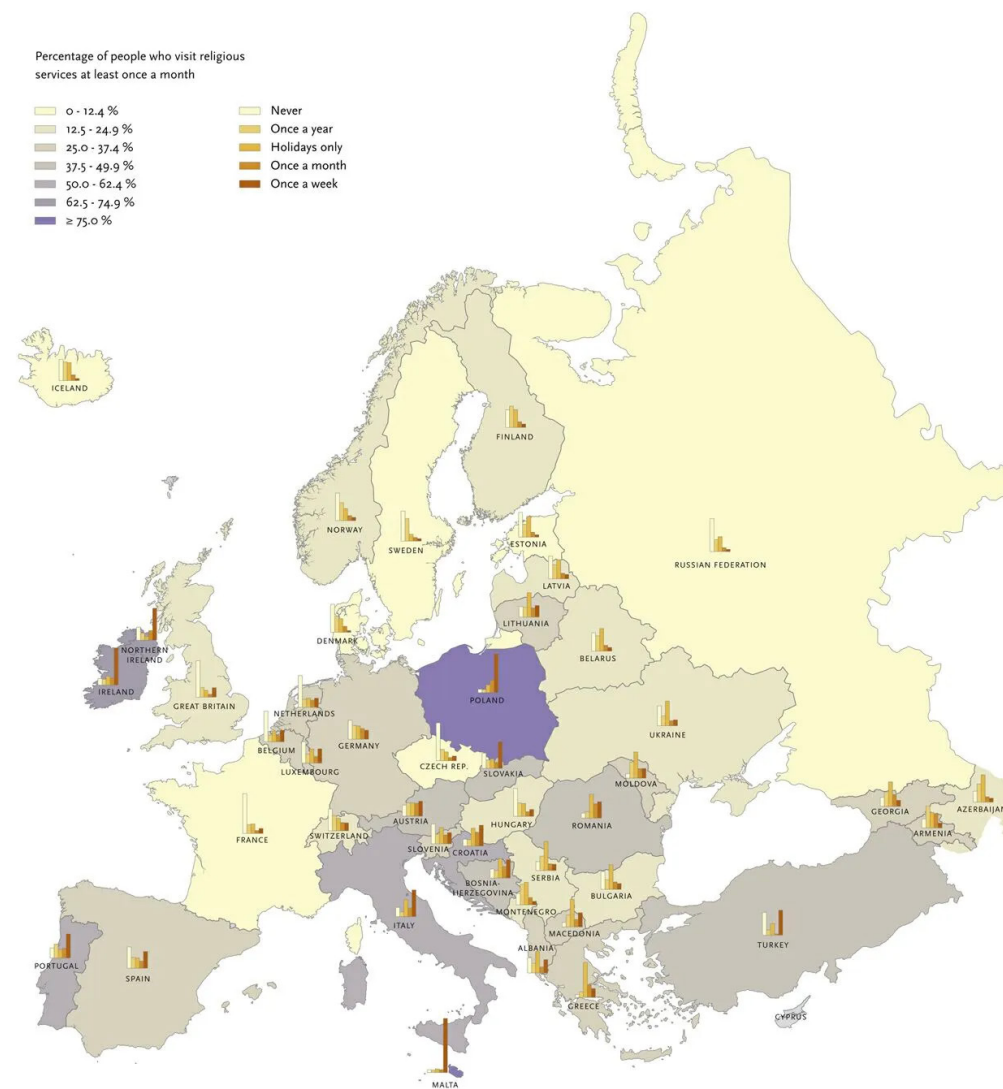 Percentage of people who visit religious
services at least once a month
0 - 12.4 %
12.5 - 24.9 %
25.0 - 37.4 %
37.5 - 49.9 %
50.0 - 62.4 %
62.5 - 74.9 %
≥ 75.0 %
Never
Once a year
Holidays only
Once a month
Once a week
ICELAND
FINLAND
NORWAY
SWEDEN
ESTONIA
RUSSIAN FEDERATION
LATVIA
LITHUANIA
DENMARK
NORTHERN
IRELAND
BELARUS
IRELAND
GREAT BRITAIN
POLAND
NETHERLANDS
UKRAINE
BELGIUM
GERMANY
LUXEMBOURG
CZECH REP.
SLOVAKIA
MOLDOVA
GEORGIA
AZERBAIJAN
AUSTRIA
HUNGARY
ROMANIA
ARMENIA
FRANCE
SWITZERLAND
SLOVENIA
CROATIA
BOSNIA-
HERZEGOVINA
SERBIA
BULGARIA
MONTENEGRO
ITALY
MACEDONIA
TURKEY
ALBANIA
PORTUGAL
SPAIN
GREECE
CYPRUS
MALTA